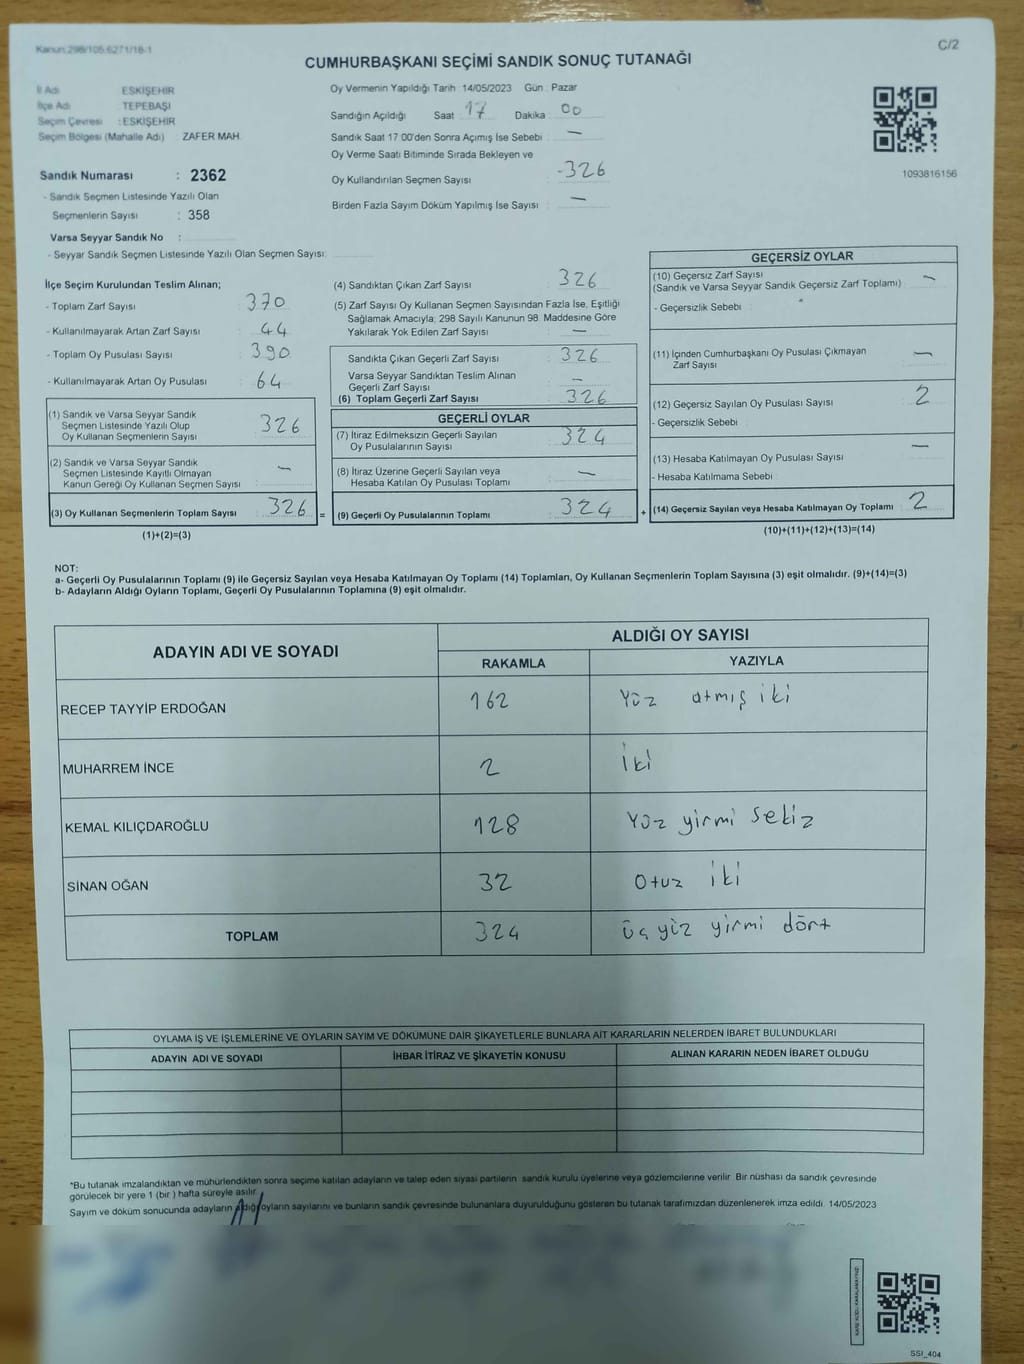 Kanun:298/105,6271/18-1
C/2
CUMHURBAŞKANI SEÇİMİ SANDIK SONUÇ TUTANAĞI
İl Adı ESKİŞEHİR
İlçe Adı : TEPEBAŞI
Seçim Çevresi : ESKİŞEHİR
Seçim Bölgesi (Mahalle Adı) : ZAFER MAH.
Sandık Numarası : 2362
- Sandık Seçmen Listesinde Yazılı Olan
Seçmenlerin Sayısı : 358
Varsa Seyyar Sandık No :
- Seyyar Sandık Seçmen Listesinde Yazılı Olan Seçmen Sayısı:
Oy Vermenin Yapıldığı Tarih : 14/05/2023 Gün : Pazar
Sandığın Açıldığı Saat : 17 Dakika : 00
Sandık Saat 17.00'den Sonra Açımış İse Sebebi : —
Oy Verme Saati Bitiminde Sırada Bekleyen ve
Oy Kullandırılan Seçmen Sayısı : -326
Birden Fazla Sayım Döküm Yapılmış İse Sayısı : —
1093816156
İlçe Seçim Kurulundan Teslim Alınan;
- Toplam Zarf Sayısı : 370
- Kullanılmayarak Artan Zarf Sayısı : 44
- Toplam Oy Pusulası Sayısı : 390
- Kullanılmayarak Artan Oy Pusulası : 64
(1) Sandık ve Varsa Seyyar Sandık
Seçmen Listesinde Yazılı Olup
Oy Kullanan Seçmenlerin Sayısı : 326
(2) Sandık ve Varsa Seyyar Sandık
Seçmen Listesinde Kayıtlı Olmayan
Kanun Gereği Oy Kullanan Seçmen Sayısı : —
(3) Oy Kullanan Seçmenlerin Toplam Sayısı : 326 =
(1)+(2)=(3)
(4) Sandıktan Çıkan Zarf Sayısı : 326
(5) Zarf Sayısı Oy Kullanan Seçmen Sayısından Fazla İse, Eşitliği
Sağlamak Amacıyla; 298 Sayılı Kanunun 98. Maddesine Göre
Yakılarak Yok Edilen Zarf Sayısı : —
Sandıkta Çıkan Geçerli Zarf Sayısı : 326
Varsa Seyyar Sandıktan Teslim Alınan
Geçerli Zarf Sayısı : —
(6) Toplam Geçerli Zarf Sayısı : 326
GEÇERLİ OYLAR
(7) İtiraz Edilmeksizin Geçerli Sayılan
Oy Pusulalarının Sayısı : 324
(8) İtiraz Üzerine Geçerli Sayılan veya
Hesaba Katılan Oy Pusulası Toplamı : —
(9) Geçerli Oy Pusulalarının Toplamı : 324 +
GEÇERSİZ OYLAR
(10) Geçersiz Zarf Sayısı
(Sandık ve Varsa Seyyar Sandık Geçersiz Zarf Toplamı) : —
- Geçersizlik Sebebi :
(11) İçinden Cumhurbaşkanı Oy Pusulası Çıkmayan
Zarf Sayısı : —
(12) Geçersiz Sayılan Oy Pusulası Sayısı : 2
- Geçersizlik Sebebi :
(13) Hesaba Katılmayan Oy Pusulası Sayısı : —
- Hesaba Katılmama Sebebi :
(14) Geçersiz Sayılan veya Hesaba Katılmayan Oy Toplamı : 2
(10)+(11)+(12)+(13)=(14)
NOT:
a- Geçerli Oy Pusulalarının Toplamı (9) ile Geçersiz Sayılan veya Hesaba Katılmayan Oy Toplamı (14) Toplamları, Oy Kullanan Seçmenlerin Toplam Sayısına (3) eşit olmalıdır. (9)+(14)=(3)
b- Adayların Aldığı Oyların Toplamı, Geçerli Oy Pusulalarının Toplamına (9) eşit olmalıdır.
ADAYIN ADI VE SOYADI
ALDIĞI OY SAYISI
RAKAMLA YAZIYLA
RECEP TAYYİP ERDOĞAN 162 Yüz atmış iki
MUHARREM İNCE 2 İki
KEMAL KILIÇDAROĞLU 128 Yüz yirmi sekiz
SİNAN OĞAN 32 Otuz iki
TOPLAM 324 üç yüz yirmi dört
OYLAMA İŞ VE İŞLEMLERİNE VE OYLARIN SAYIM VE DÖKÜMÜNE DAİR ŞİKAYETLERLE BUNLARA AİT KARARLARIN NELERDEN İBARET BULUNDUKLARI
ADAYIN ADI VE SOYADI İHBAR İTİRAZ VE ŞİKAYETİN KONUSU ALINAN KARARIN NEDEN İBARET OLDUĞU
*Bu tutanak imzalandıktan ve mühürlendikten sonra seçime katılan adayların ve talep eden siyasi partilerin sandık kurulu üyelerine veya gözlemcilerine verilir. Bir nüshası da sandık çevresinde
görülecek bir yere 1 (bir) hafta süreyle asılır.
Sayım ve döküm sonucunda adayların aldığı oyların sayılarını ve bunların sandık çevresinde bulunanlara duyurulduğunu gösteren bu tutanak tarafımızdan düzenlenerek imza edildi. 14/05/2023
SSI_404